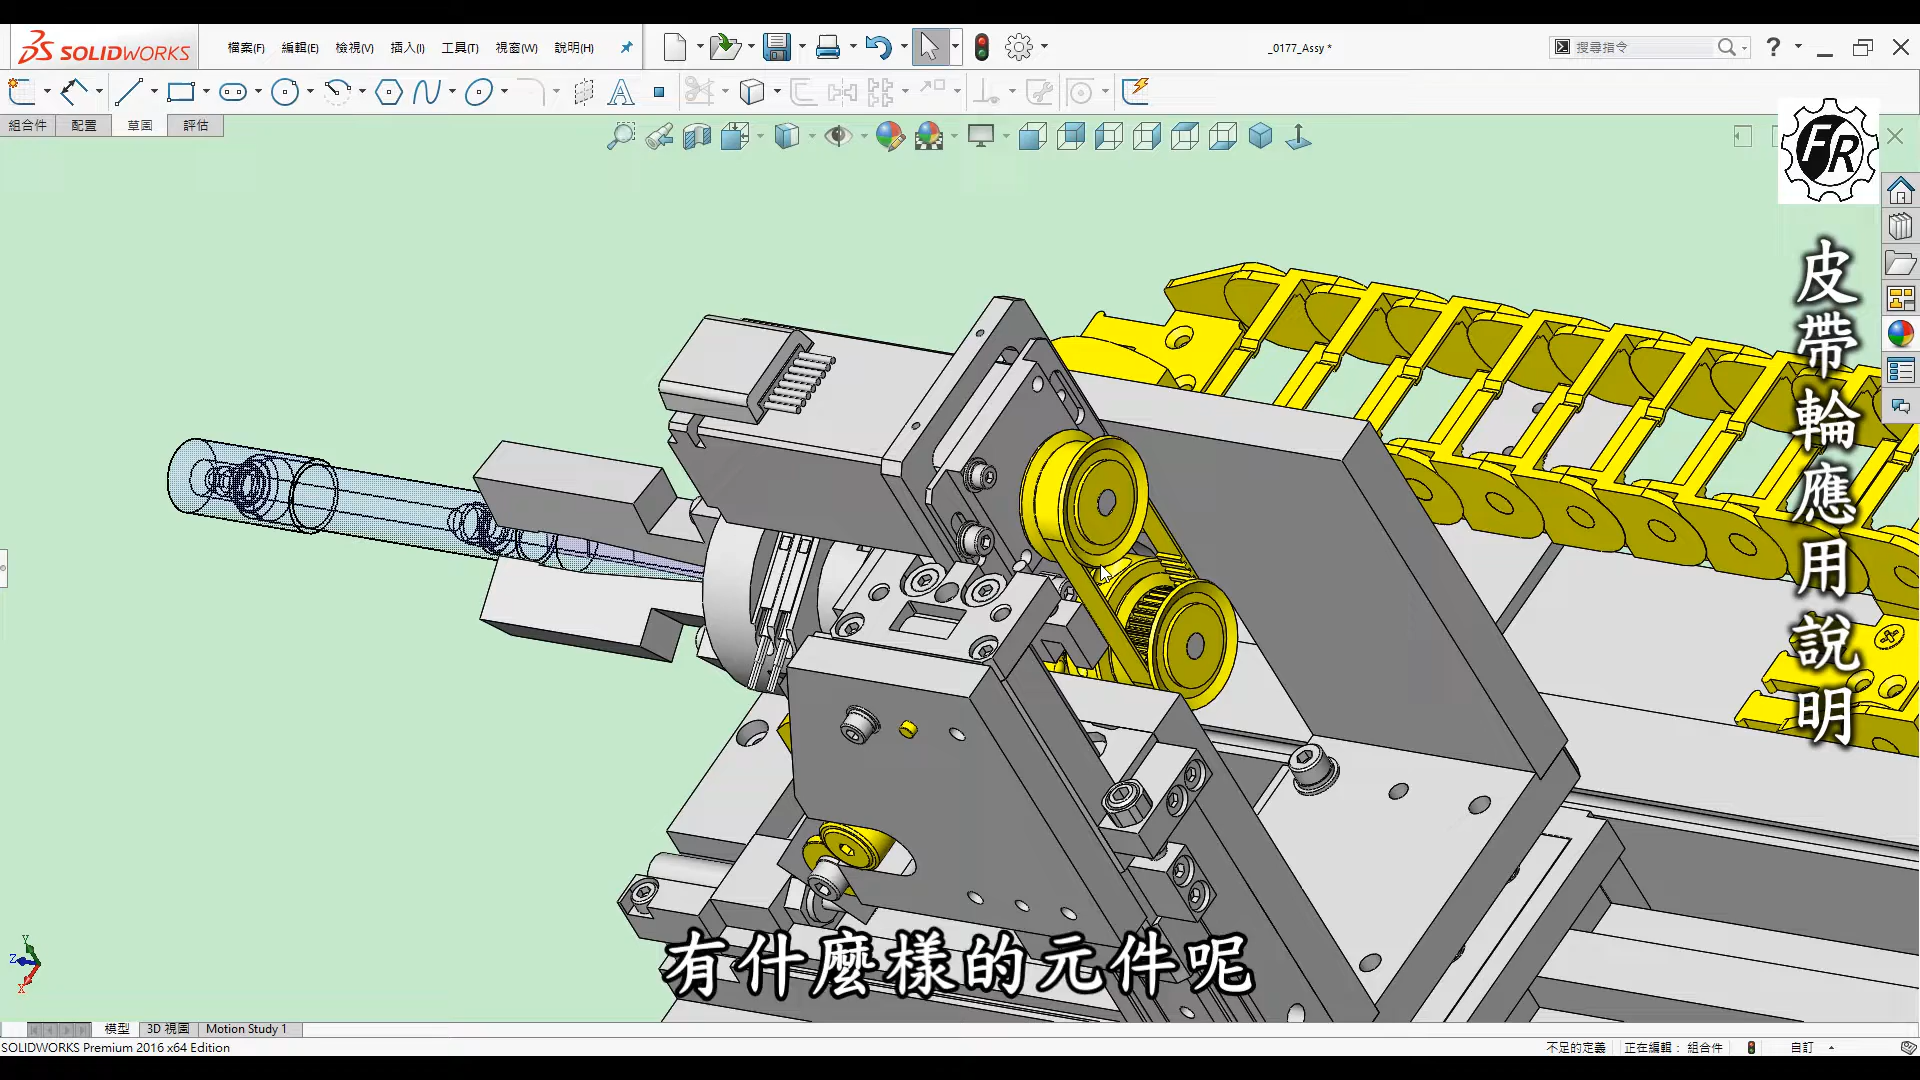 SOLIDWORKS
檔案(F) 編輯(E) 檢視(V) 插入(I) 工具(T) 視窗(W) 說明(H)
_0177_Assy *
搜尋指令
組合件 配置 草圖 評估
FR
皮帶輪應用說明
有什麼樣的元件呢
模型 3D 視圖 Motion Study 1
SOLIDWORKS Premium 2016 x64 Edition
不足的定義 正在編輯： 組合件 自訂
Y
Z
X